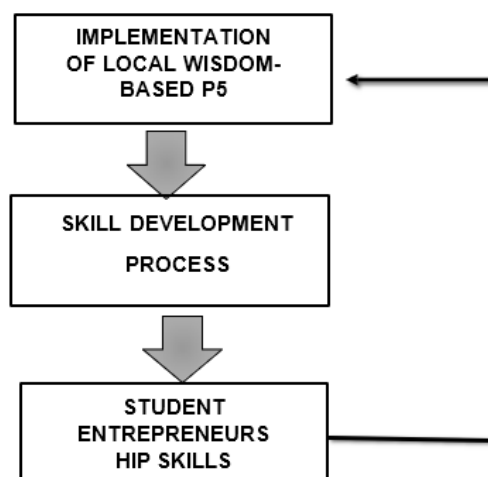 IMPLEMENTATION
OF LOCAL WISDOM-
BASED P5
SKILL DEVELOPMENT
PROCESS
STUDENT
ENTREPRENEURS
HIP SKILLS